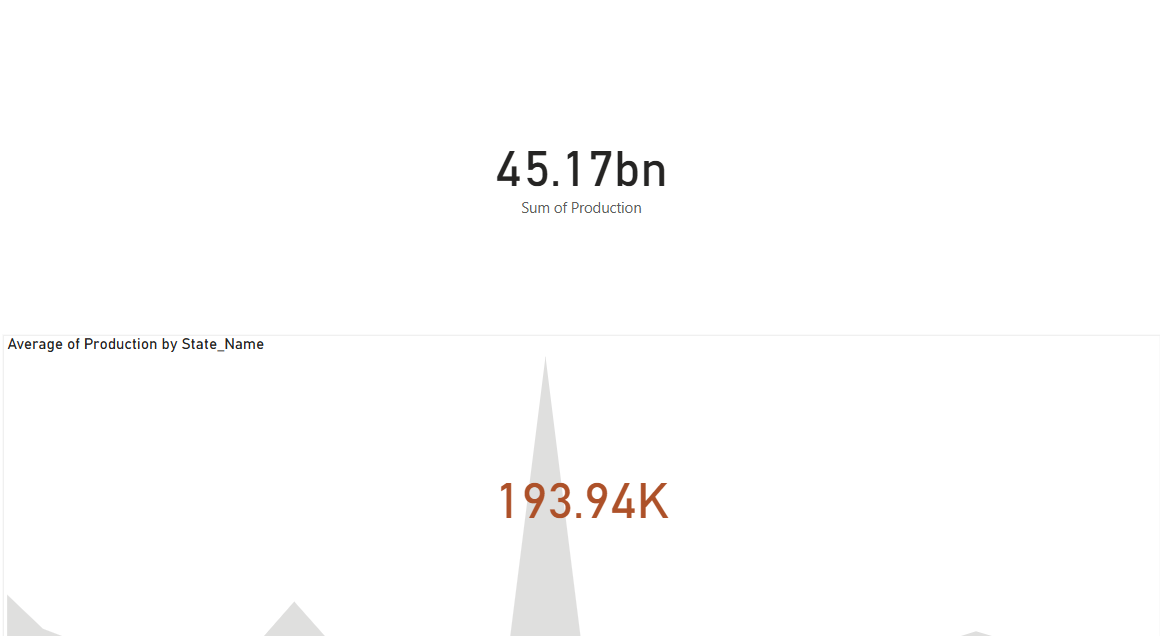 45.17bn
Sum of Production
Average of Production by State_Name
193.94K